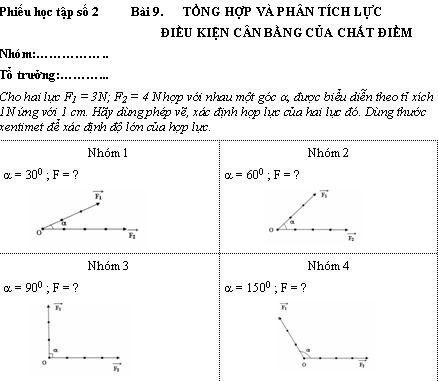 Phiếu học tập số 2 Bài 9. TỔNG HỢP VÀ PHÂN TÍCH LỰC
ĐIỀU KIỆN CÂN BẰNG CỦA CHẤT ĐIỂM
Nhóm:……………..
Tổ trưởng:…………...
Cho hai lực F₁ = 3N; F₂ = 4 N hợp với nhau một góc α, được biểu diễn theo tỉ xích
1N ứng với 1 cm. Hãy dùng phép vẽ, xác định hợp lực của hai lực đó. Dùng thước
xentimet để xác định độ lớn của hợp lực.
Nhóm 1
α = 30⁰ ; F = ?
F₁
α
O
F₂
Nhóm 2
α = 60⁰ ; F = ?
α
O
F₂
Nhóm 3
α = 90⁰ ; F = ?
α
O
Nhóm 4
α = 150⁰ ; F = ?
α
O